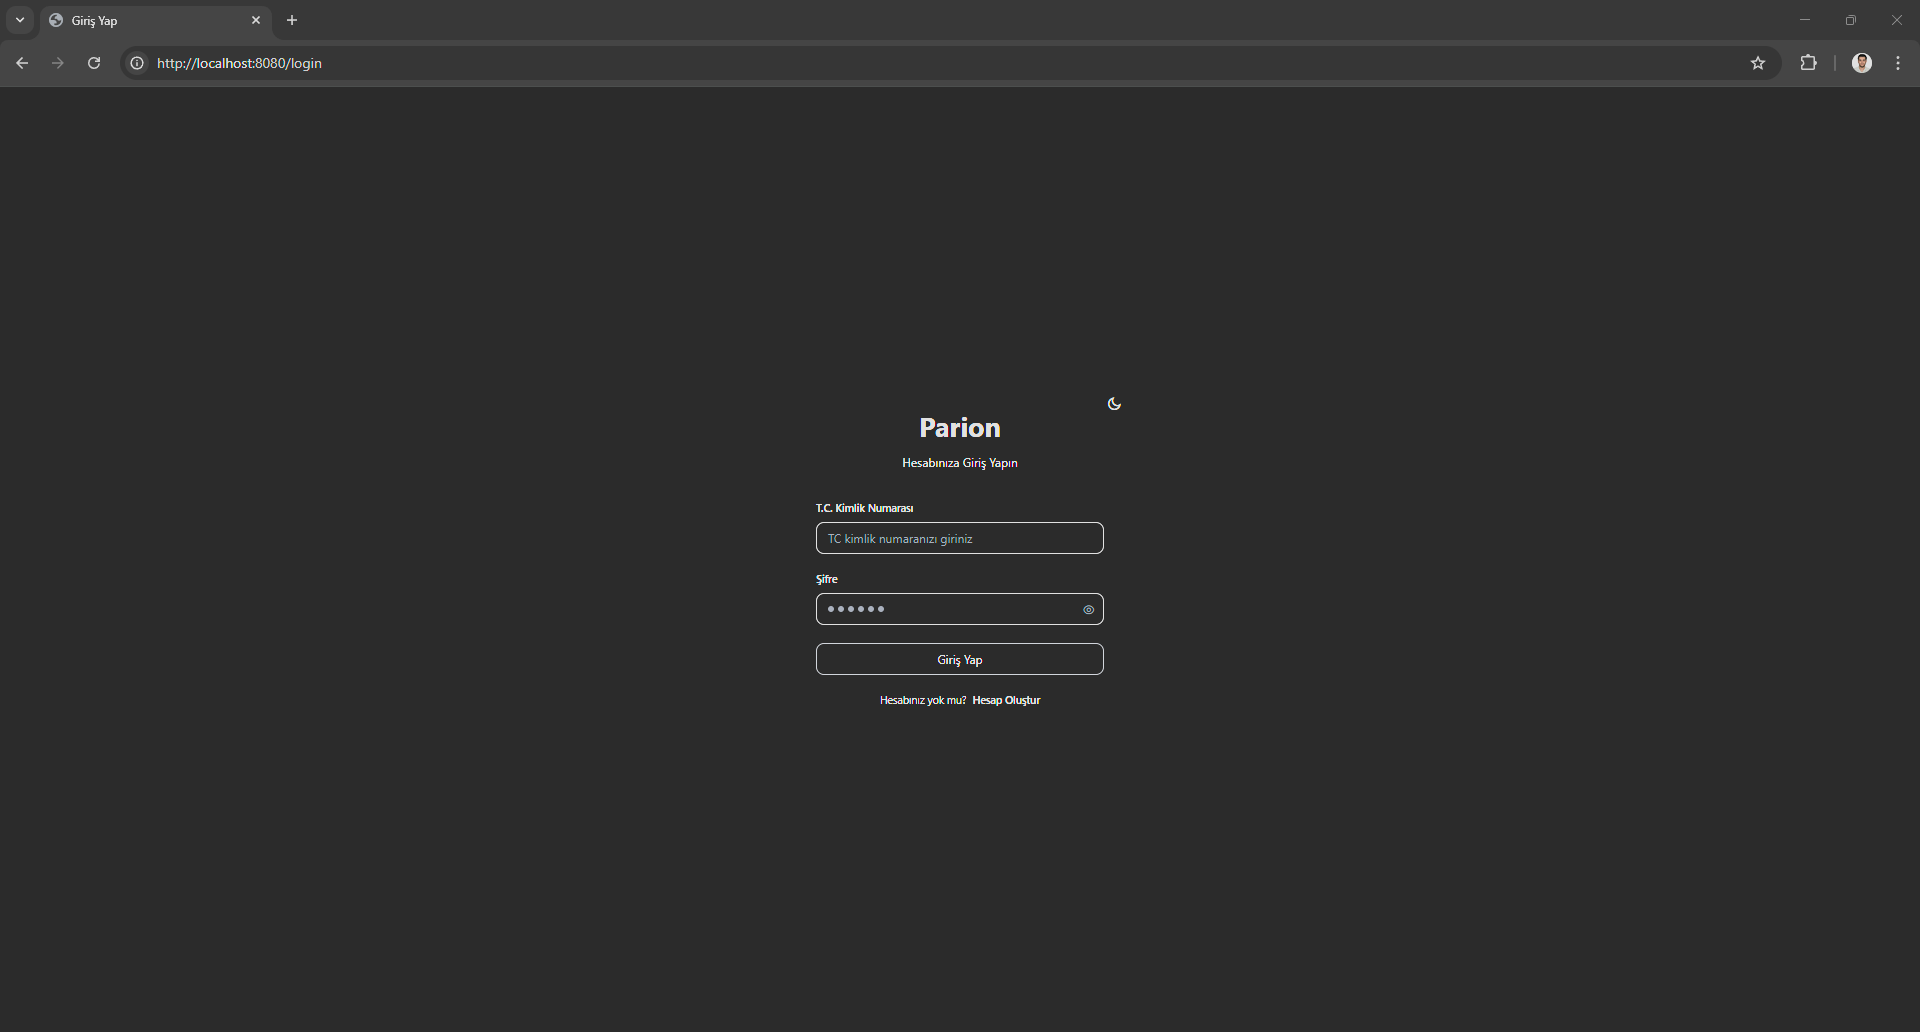 Giriş Yap
http://localhost:8080/login
Parion
Hesabınıza Giriş Yapın
T.C. Kimlik Numarası
TC kimlik numaranızı giriniz
Şifre
••••••
Giriş Yap
Hesabınız yok mu? Hesap Oluştur